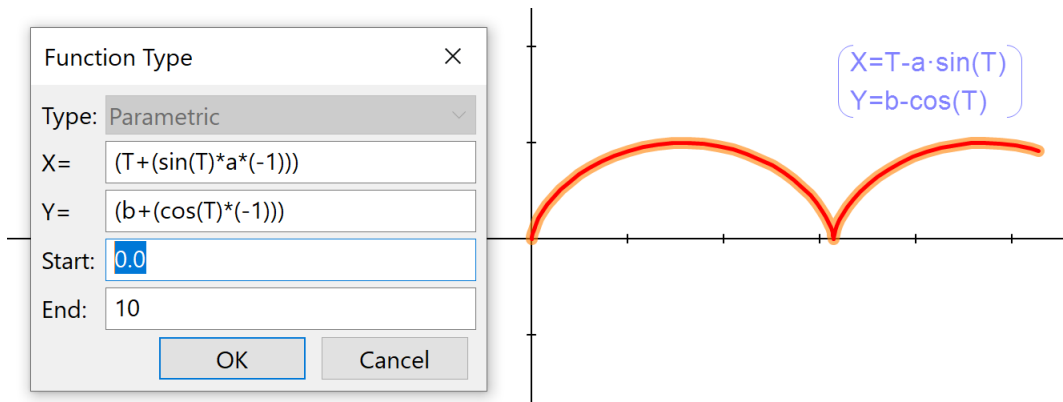 Function Type
Type: Parametric
X= (T+(sin(T)*a*(-1)))
Y= (b+(cos(T)*(-1)))
Start: 0.0
End: 10
OK Cancel
X=T-a·sin(T)
Y=b-cos(T)